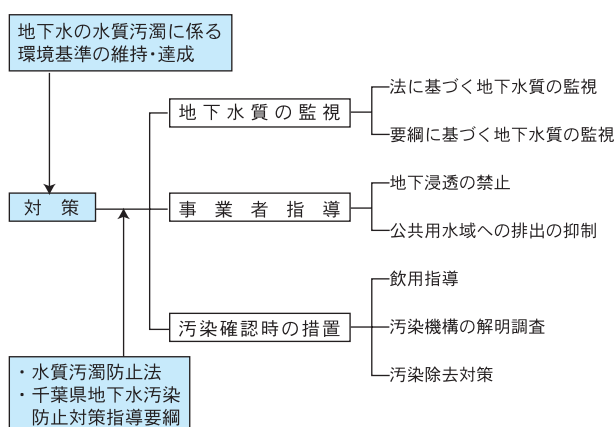 地下水の水質汚濁に係る
環境基準の維持・達成
地下水質の監視
法に基づく地下水質の監視
要綱に基づく地下水質の監視
対策
事業者指導
地下浸透の禁止
公共用水域への排出の抑制
汚染確認時の措置
飲用指導
汚染機構の解明調査
汚染除去対策
・水質汚濁防止法
・千葉県地下水汚染
防止対策指導要綱